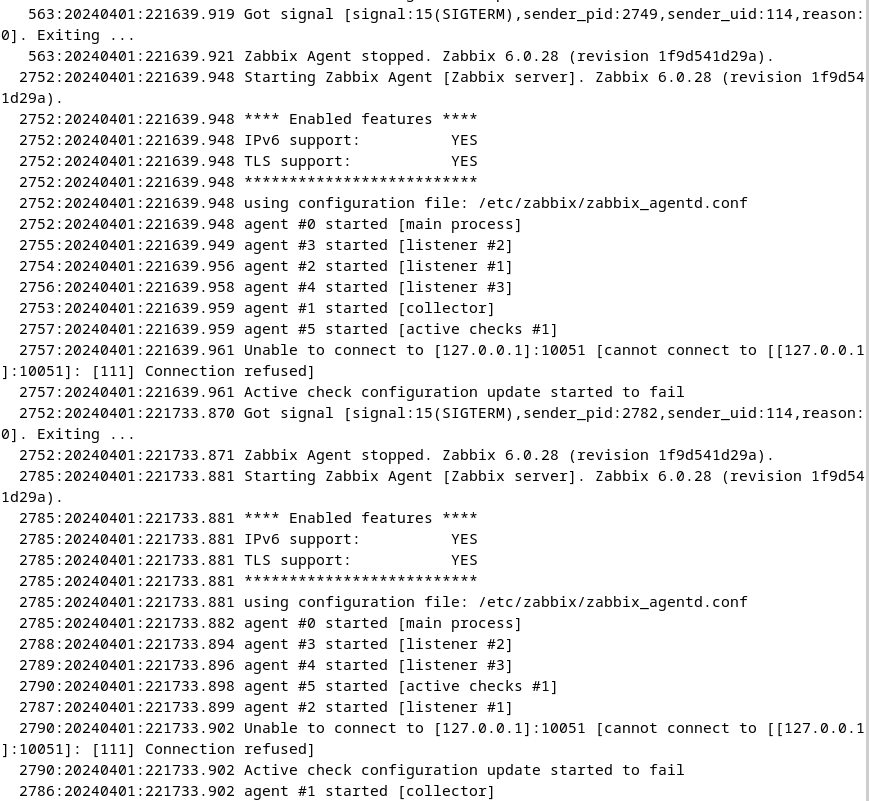 563:20240401:221639.919 Got signal [signal:15(SIGTERM),sender_pid:2749,sender_uid:114,reason:
0]. Exiting ...
563:20240401:221639.921 Zabbix Agent stopped. Zabbix 6.0.28 (revision 1f9d541d29a).
2752:20240401:221639.948 Starting Zabbix Agent [Zabbix server]. Zabbix 6.0.28 (revision 1f9d54
1d29a).
2752:20240401:221639.948 **** Enabled features ****
2752:20240401:221639.948 IPv6 support:          YES
2752:20240401:221639.948 TLS support:           YES
2752:20240401:221639.948 **************************
2752:20240401:221639.948 using configuration file: /etc/zabbix/zabbix_agentd.conf
2752:20240401:221639.948 agent #0 started [main process]
2755:20240401:221639.949 agent #3 started [listener #2]
2754:20240401:221639.956 agent #2 started [listener #1]
2756:20240401:221639.958 agent #4 started [listener #3]
2753:20240401:221639.959 agent #1 started [collector]
2757:20240401:221639.959 agent #5 started [active checks #1]
2757:20240401:221639.961 Unable to connect to [127.0.0.1]:10051 [cannot connect to [[127.0.0.1
]:10051]: [111] Connection refused]
2757:20240401:221639.961 Active check configuration update started to fail
2752:20240401:221733.870 Got signal [signal:15(SIGTERM),sender_pid:2782,sender_uid:114,reason:
0]. Exiting ...
2752:20240401:221733.871 Zabbix Agent stopped. Zabbix 6.0.28 (revision 1f9d541d29a).
2785:20240401:221733.881 Starting Zabbix Agent [Zabbix server]. Zabbix 6.0.28 (revision 1f9d54
1d29a).
2785:20240401:221733.881 **** Enabled features ****
2785:20240401:221733.881 IPv6 support:          YES
2785:20240401:221733.881 TLS support:           YES
2785:20240401:221733.881 **************************
2785:20240401:221733.881 using configuration file: /etc/zabbix/zabbix_agentd.conf
2785:20240401:221733.882 agent #0 started [main process]
2788:20240401:221733.894 agent #3 started [listener #2]
2789:20240401:221733.896 agent #4 started [listener #3]
2790:20240401:221733.898 agent #5 started [active checks #1]
2787:20240401:221733.899 agent #2 started [listener #1]
2790:20240401:221733.902 Unable to connect to [127.0.0.1]:10051 [cannot connect to [[127.0.0.1
]:10051]: [111] Connection refused]
2790:20240401:221733.902 Active check configuration update started to fail
2786:20240401:221733.902 agent #1 started [collector]